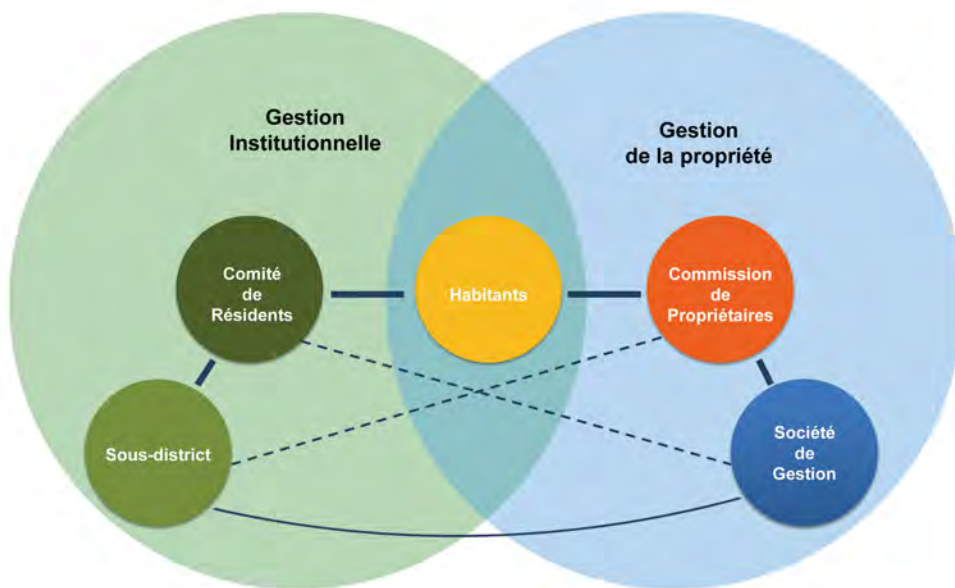 Gestion
Institutionnelle
Gestion
de la propriété
Comité
de
Résidents
Habitants
Commission
de
Propriétaires
Sous-district
Société
de
Gestion